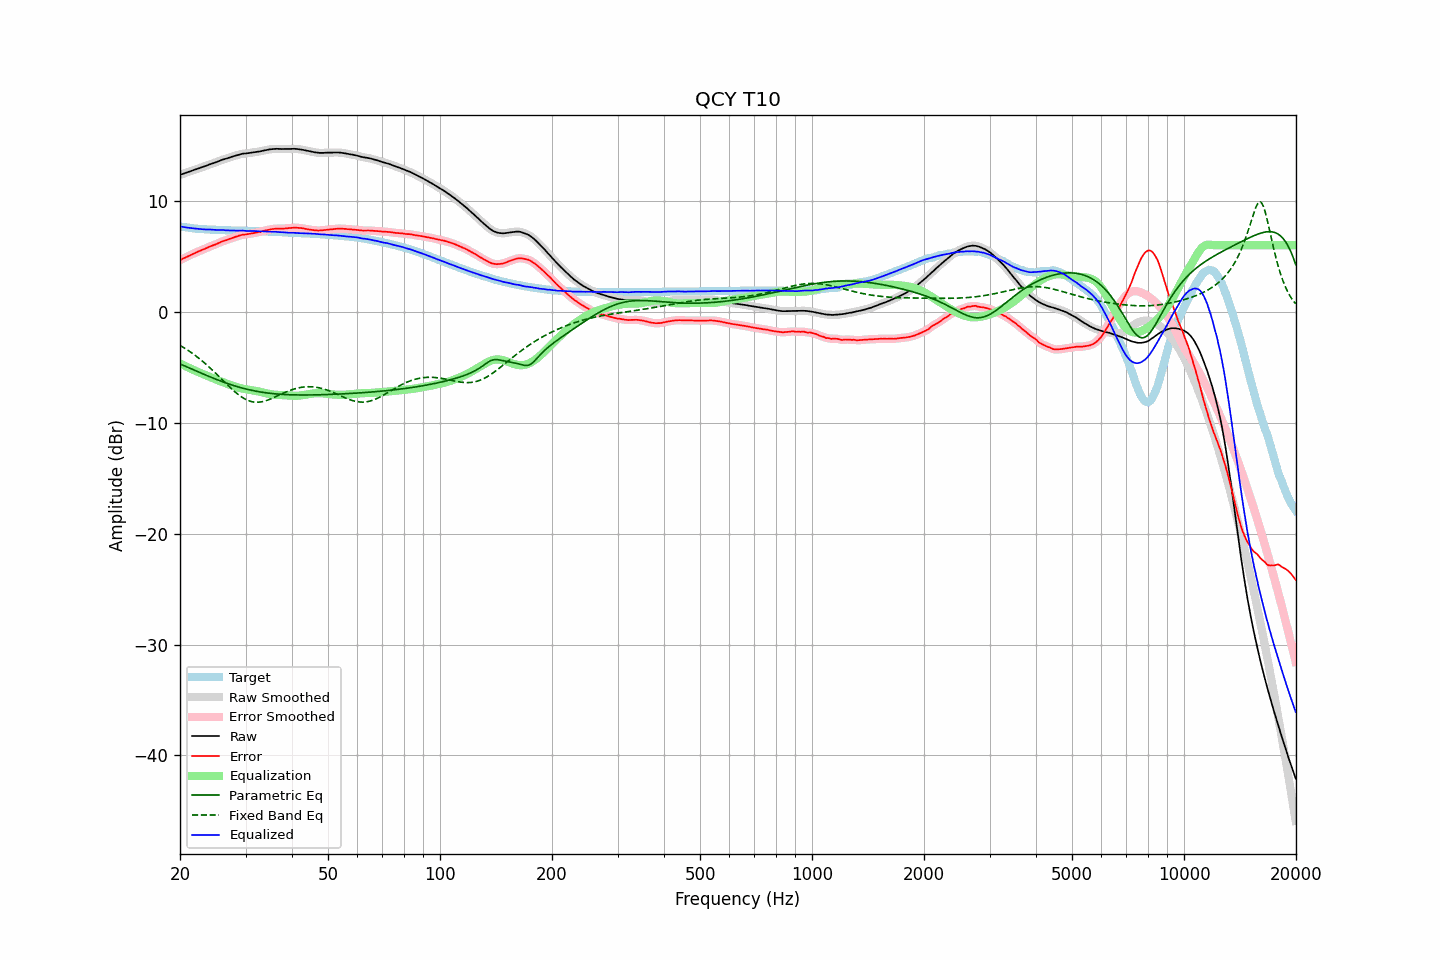 QCY T10
10
0
−10
−20
−30
−40
Amplitude (dBr)
Target
Raw Smoothed
Error Smoothed
Raw
Error
Equalization
Parametric Eq
Fixed Band Eq
Equalized
20 50 100 200 500 1000 2000 5000 10000 20000
Frequency (Hz)